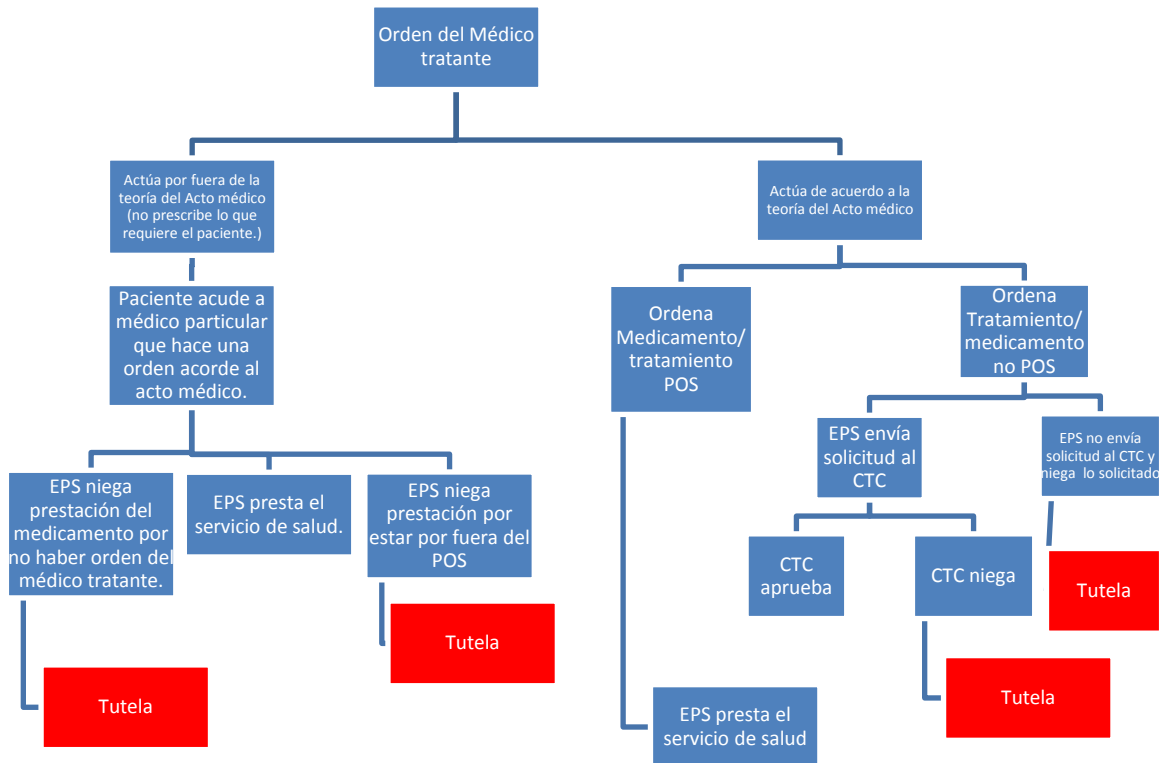 Orden del Médico
tratante
Actúa por fuera de la
teoría del Acto médico
(no prescribe lo que
requiere el paciente.)
Actúa de acuerdo a la
teoría del Acto médico
Paciente acude a
médico particular
que hace una
orden acorde al
acto médico.
Ordena
Medicamento/
tratamiento
POS
Ordena
Tratamiento/
medicamento
no POS
EPS niega
prestación del
medicamento por
no haber orden del
médico tratante.
EPS presta el
servicio de salud.
EPS niega
prestación por
estar por fuera del
POS
EPS envía
solicitud al
CTC
EPS no envía
solicitud al CTC y
niega lo solicitado
CTC
aprueba
CTC niega
Tutela
Tutela
Tutela
Tutela
EPS presta el
servicio de salud